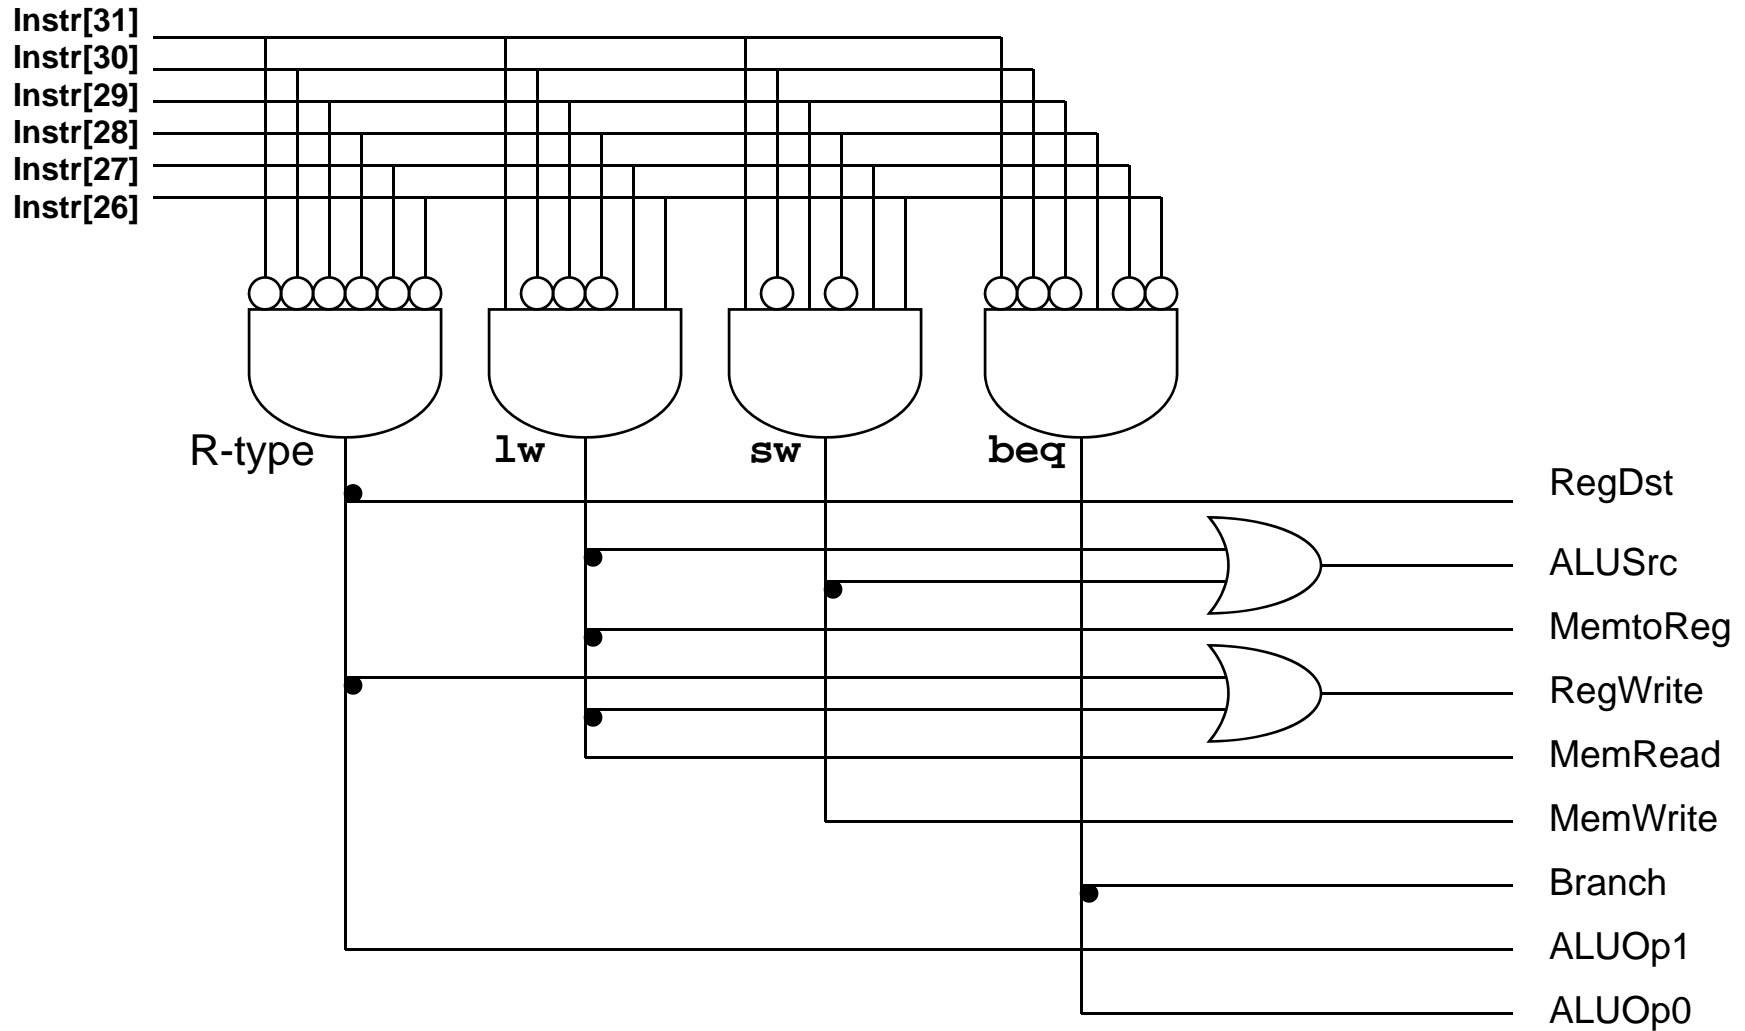 Instr[31]
Instr[30]
Instr[29]
Instr[28]
Instr[27]
Instr[26]
R-type lw sw beq
RegDst
ALUSrc
MemtoReg
RegWrite
MemRead
MemWrite
Branch
ALUOp1
ALUOp0